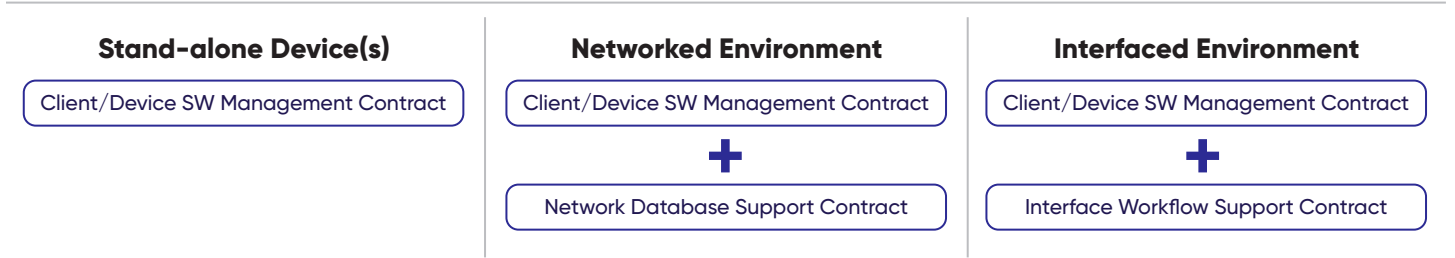 Stand-alone Device(s)
Client/Device SW Management Contract
Networked Environment
Client/Device SW Management Contract
+
Network Database Support Contract
Interfaced Environment
Client/Device SW Management Contract
+
Interface Workflow Support Contract